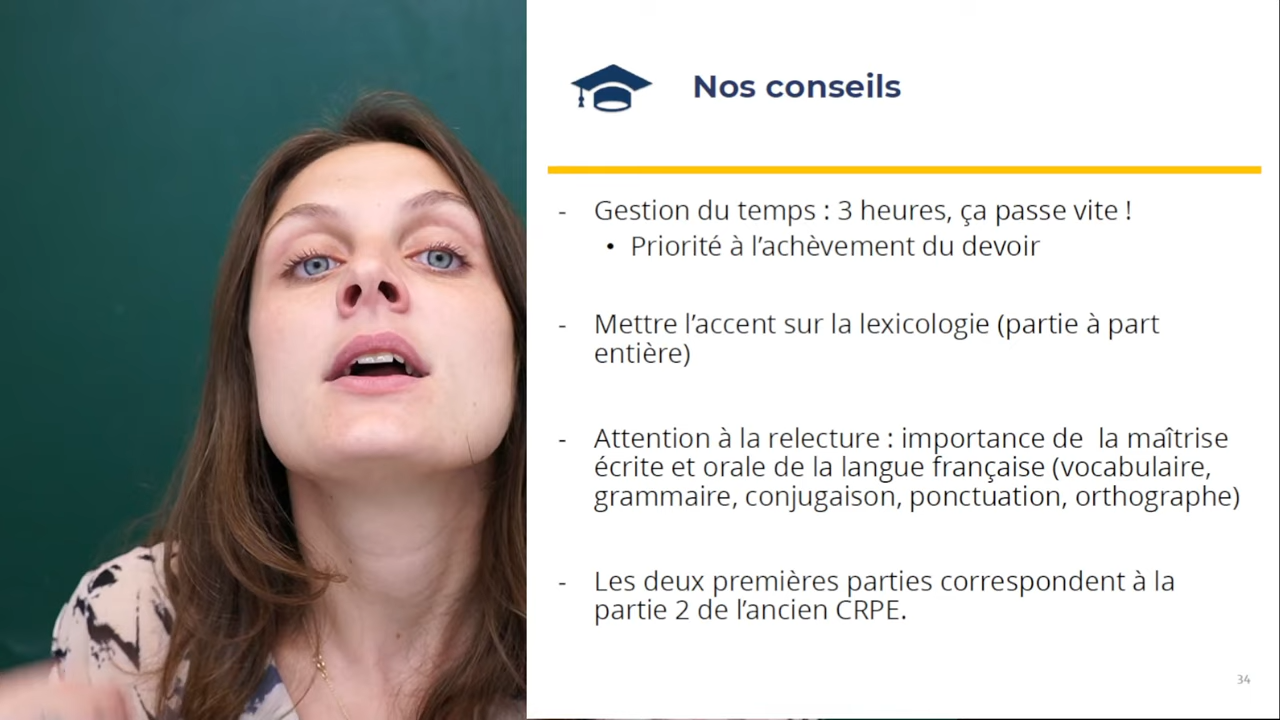 Nos conseils
- Gestion du temps : 3 heures, ça passe vite !
• Priorité à l’achèvement du devoir
- Mettre l’accent sur la lexicologie (partie à part
entière)
- Attention à la relecture : importance de  la maîtrise
écrite et orale de la langue française (vocabulaire,
grammaire, conjugaison, ponctuation, orthographe)
- Les deux premières parties correspondent à la
partie 2 de l’ancien CRPE.
34